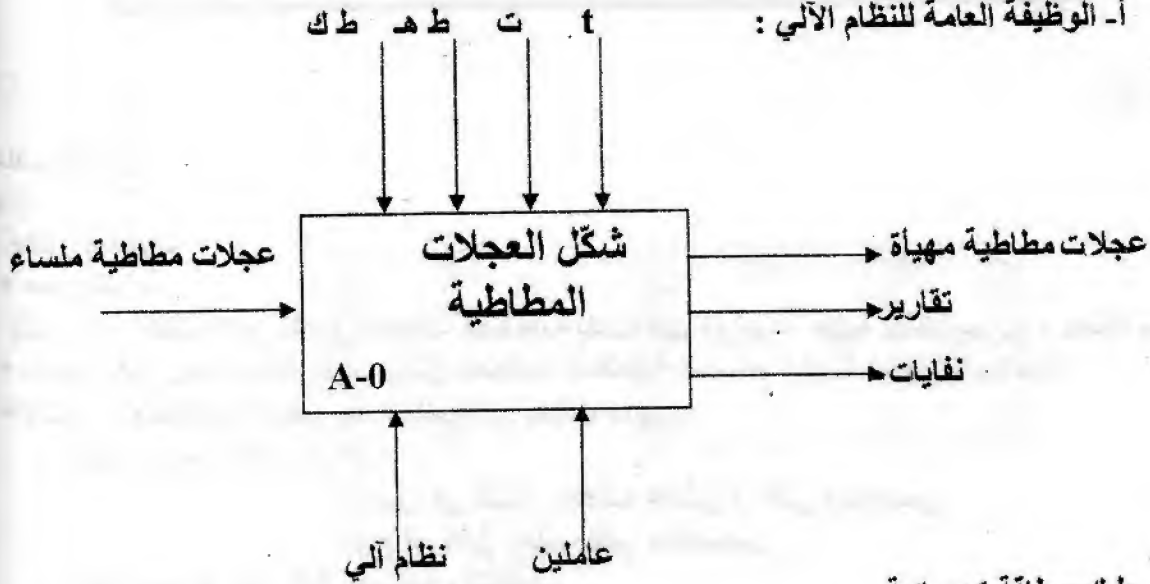 أ- الوظيفة العامة للنظام الآلي :
ط ك ط هـ ت t
عجلات مطاطية ملساء
شكّل العجلات
المطاطية
A-0
عجلات مطاطية مهيأة
تقارير
نفايات
نظام آلي عاملين